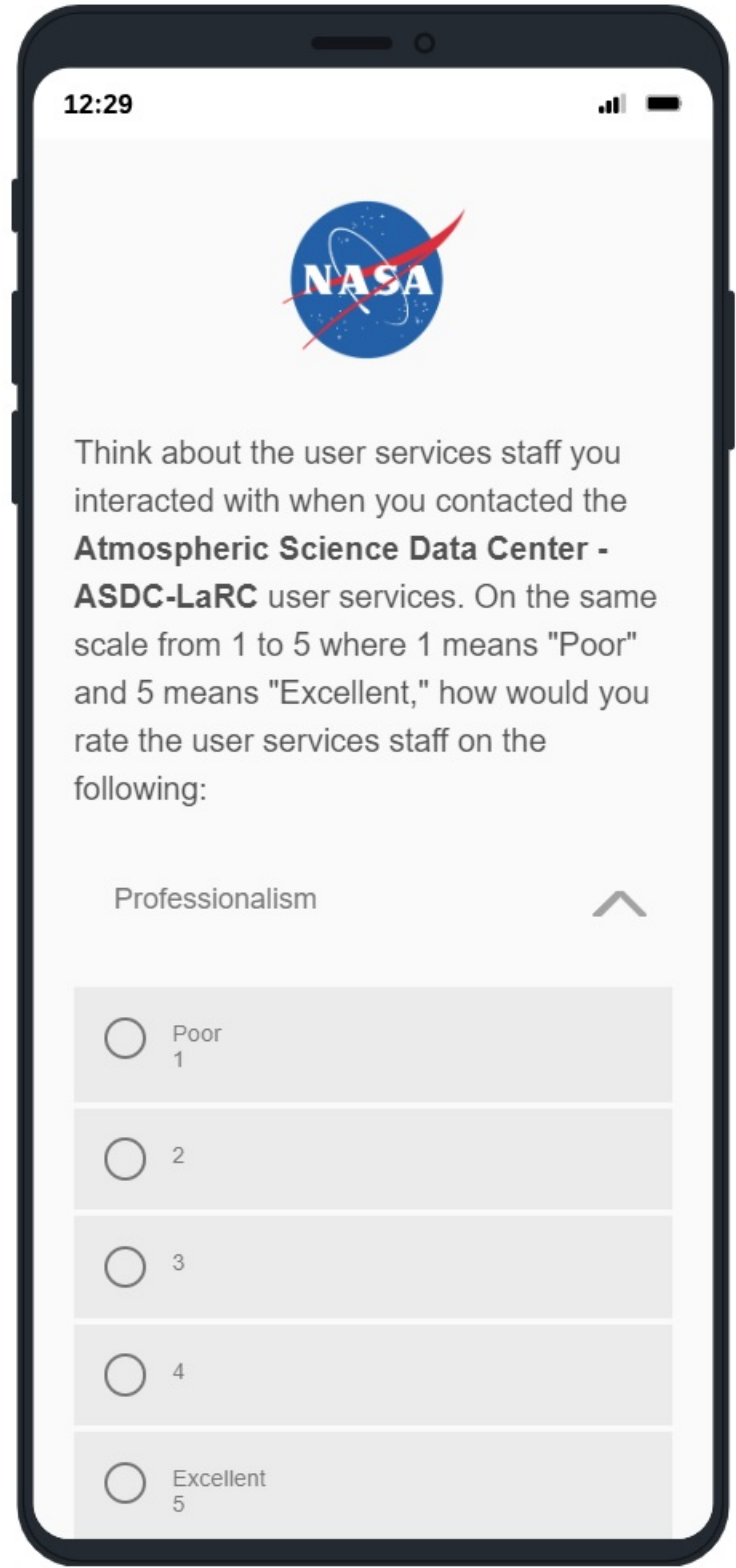 12:29
NASA
Think about the user services staff you
interacted with when you contacted the
Atmospheric Science Data Center -
ASDC-LaRC user services. On the same
scale from 1 to 5 where 1 means "Poor"
and 5 means "Excellent," how would you
rate the user services staff on the
following:
Professionalism
Poor
1
2
3
4
Excellent
5